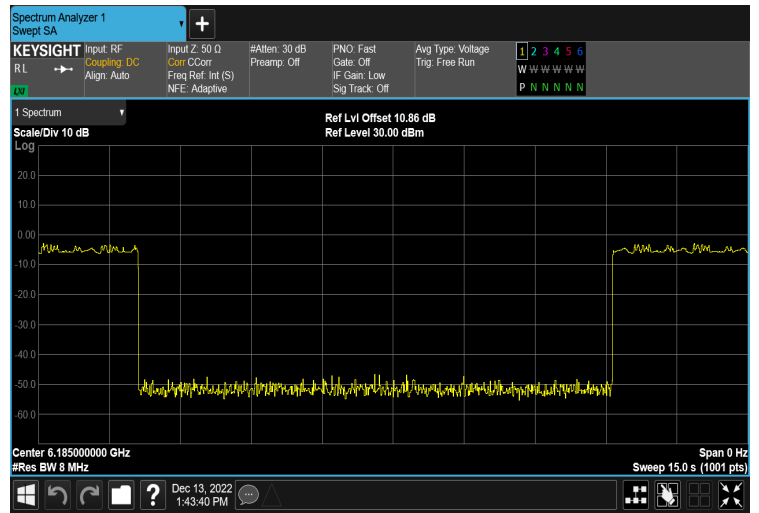 Spectrum Analyzer 1
Swept SA
+
KEYSIGHT
RL
LXI
Input: RF
Coupling: DC
Align: Auto
Input Z: 50 Ω
Corr CCorr
Freq Ref: Int (S)
NFE: Adaptive
#Atten: 30 dB
Preamp: Off
PNO: Fast
Gate: Off
IF Gain: Low
Sig Track: Off
Avg Type: Voltage
Trig: Free Run
1 2 3 4 5 6
W W W W W W
P N N N N N
1 Spectrum
Scale/Div 10 dB
Ref Lvl Offset 10.86 dB
Ref Level 30.00 dBm
Log
20.0
10.0
0.00
-10.0
-20.0
-30.0
-40.0
-50.0
-60.0
Center 6.185000000 GHz
#Res BW 8 MHz
Span 0 Hz
Sweep 15.0 s (1001 pts)
?
Dec 13, 2022
1:43:40 PM